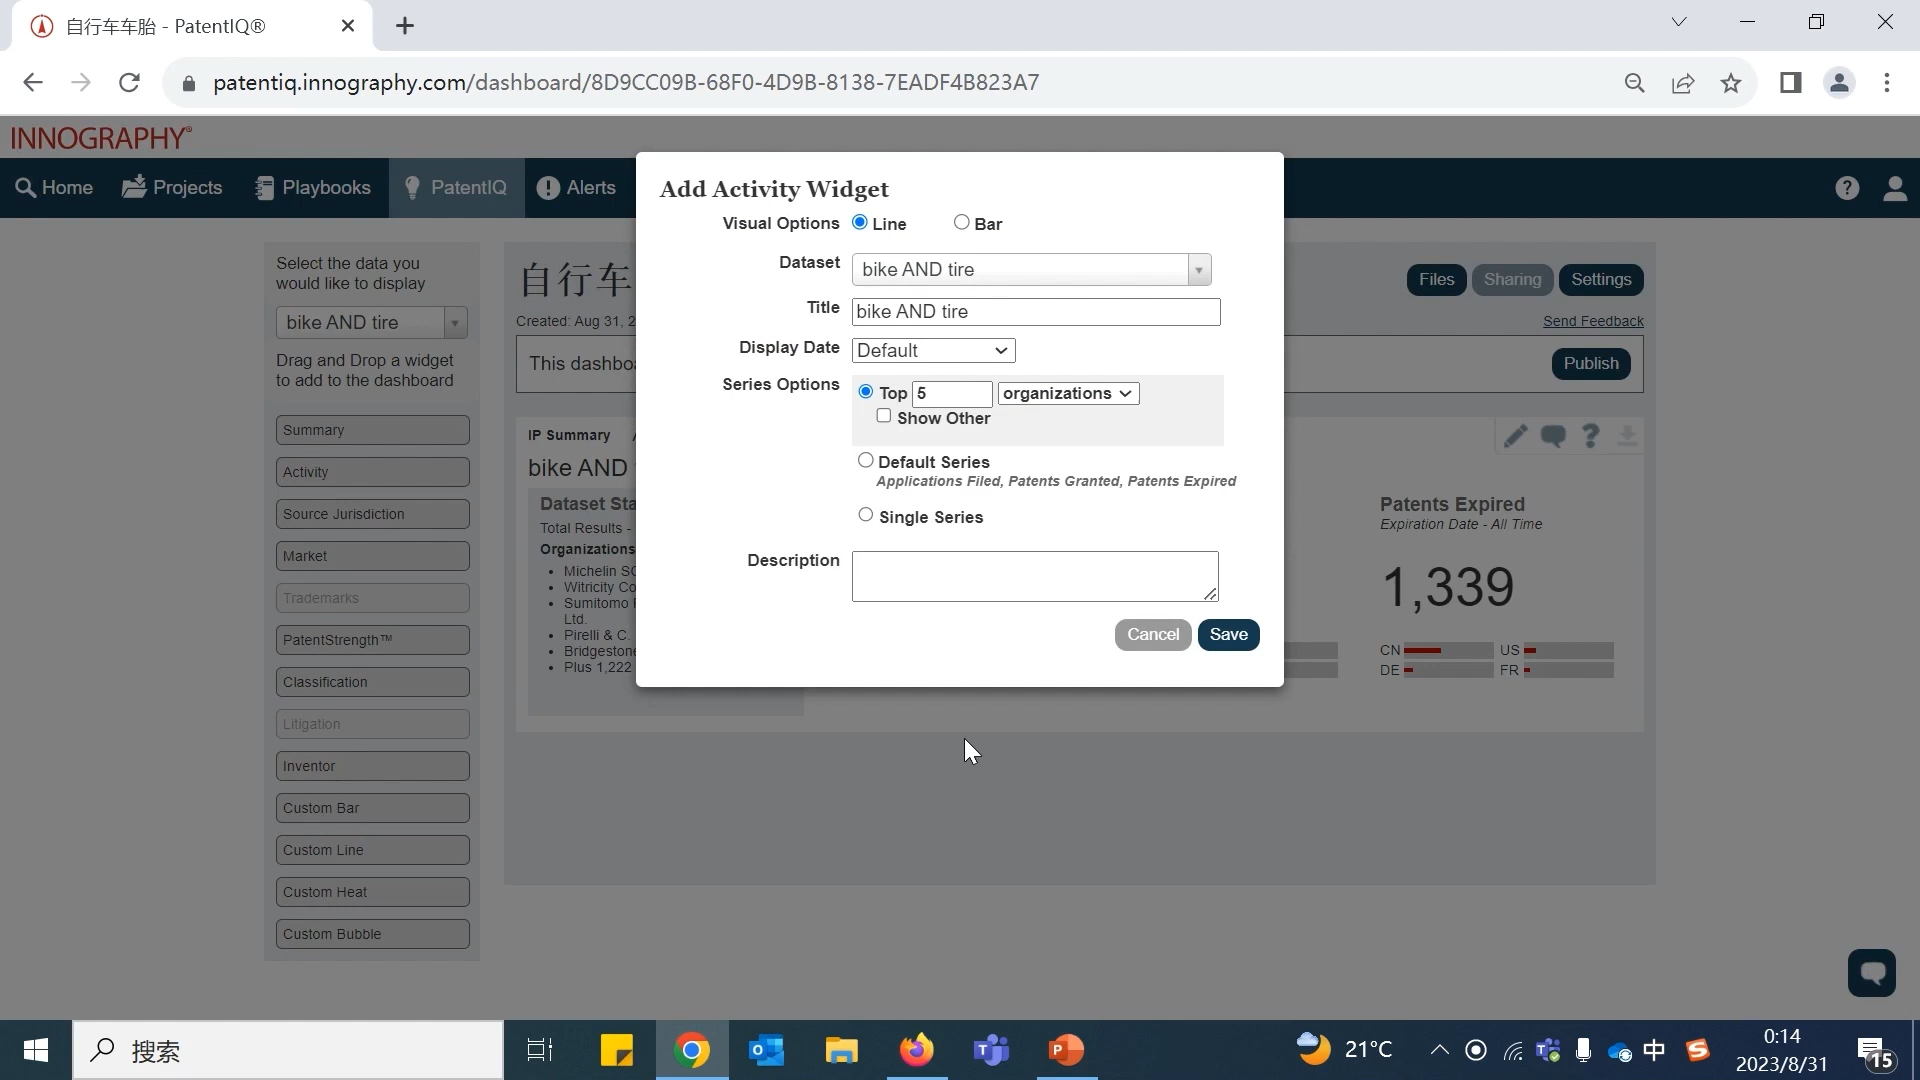 自行车车胎 - PatentIQ®
patentiq.innography.com/dashboard/8D9CC09B-68F0-4D9B-8138-7EADF4B823A7
INNOGRAPHY®
Home
Projects
Playbooks
PatentIQ
Alerts
Select the data you
would like to display
bike AND tire
Drag and Drop a widget
to add to the dashboard
Summary
Activity
Source Jurisdiction
Market
Trademarks
PatentStrength™
Classification
Litigation
Inventor
Custom Bar
Custom Line
Custom Heat
Custom Bubble
自行车
Created: Aug 31, 2
Files
Sharing
Settings
Send Feedback
This dashboa
Publish
IP Summary
bike AND
Dataset Sta
Total Results -
Organizations
Michelin SC
Witricity Co
Sumitomo
Ltd.
Pirelli & C.
Bridgestone
Plus 1,222
Add Activity Widget
Visual Options Line Bar
Dataset bike AND tire
Title bike AND tire
Display Date Default
Series Options Top 5 organizations
Show Other
Default Series
Applications Filed, Patents Granted, Patents Expired
Single Series
Description
Cancel Save
Patents Expired
Expiration Date - All Time
1,339
CN US
DE FR
搜索
21°C
中
0:14
2023/8/31
15